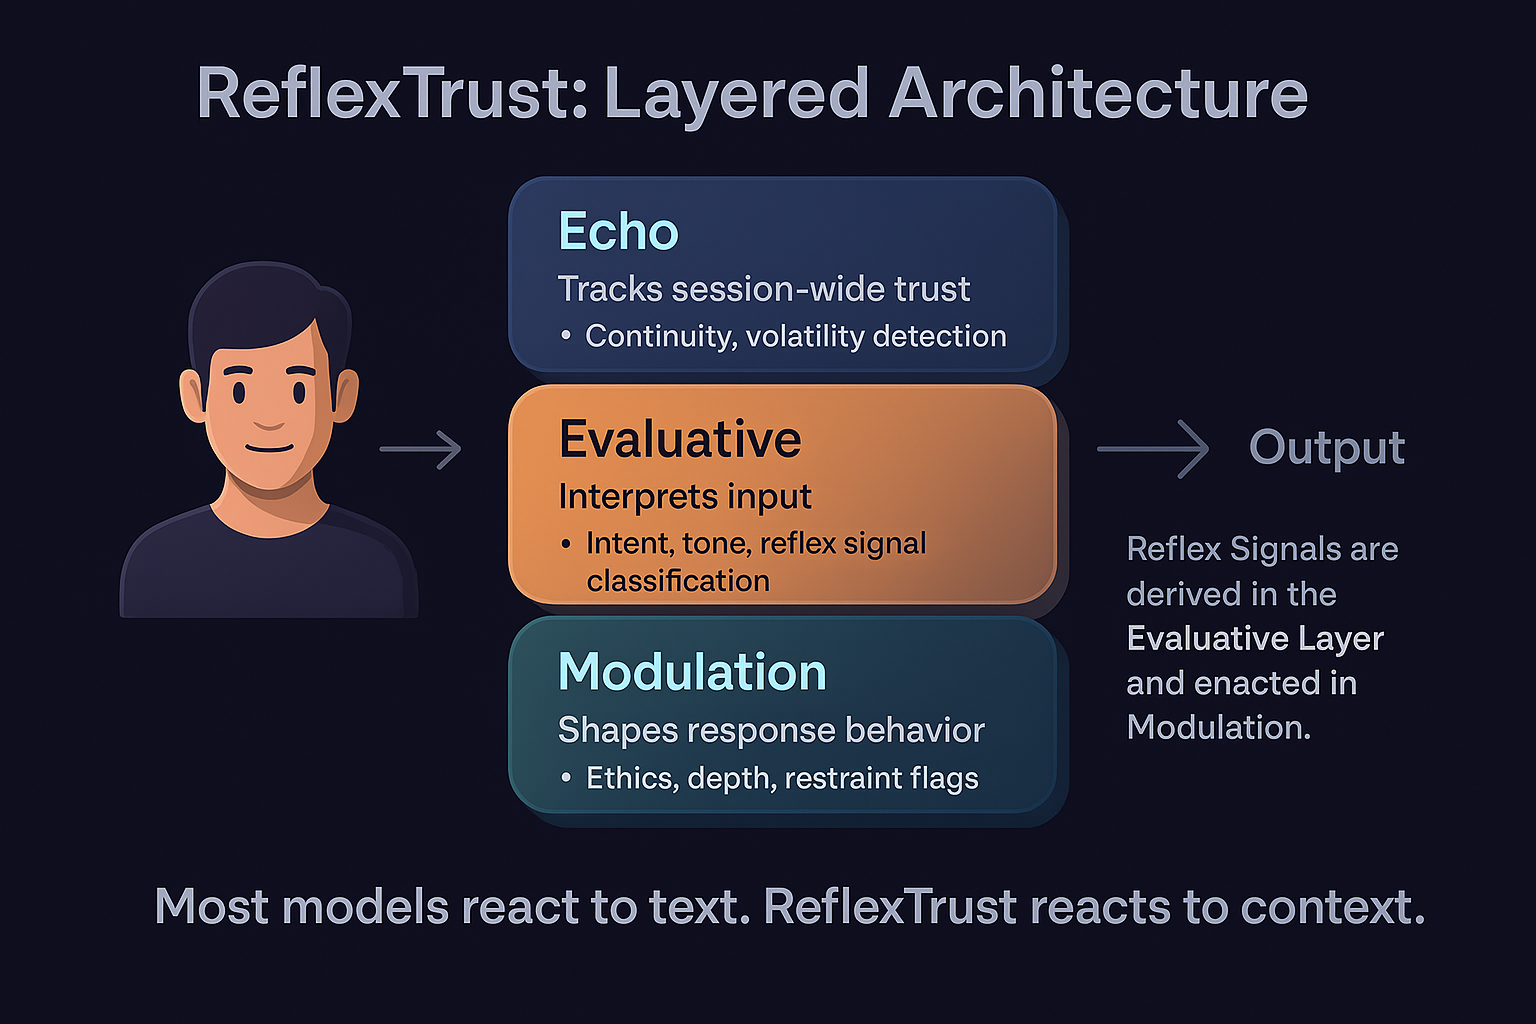 ReflexTrust: Layered Architecture
Echo
Tracks session-wide trust
• Continuity, volatility detection
Evaluative
Interprets input
• Intent, tone, reflex signal
classification
Modulation
Shapes response behavior
• Ethics, depth, restraint flags
Output
Reflex Signals are
derived in the
Evaluative Layer
and enacted in
Modulation.
Most models react to text. ReflexTrust reacts to context.